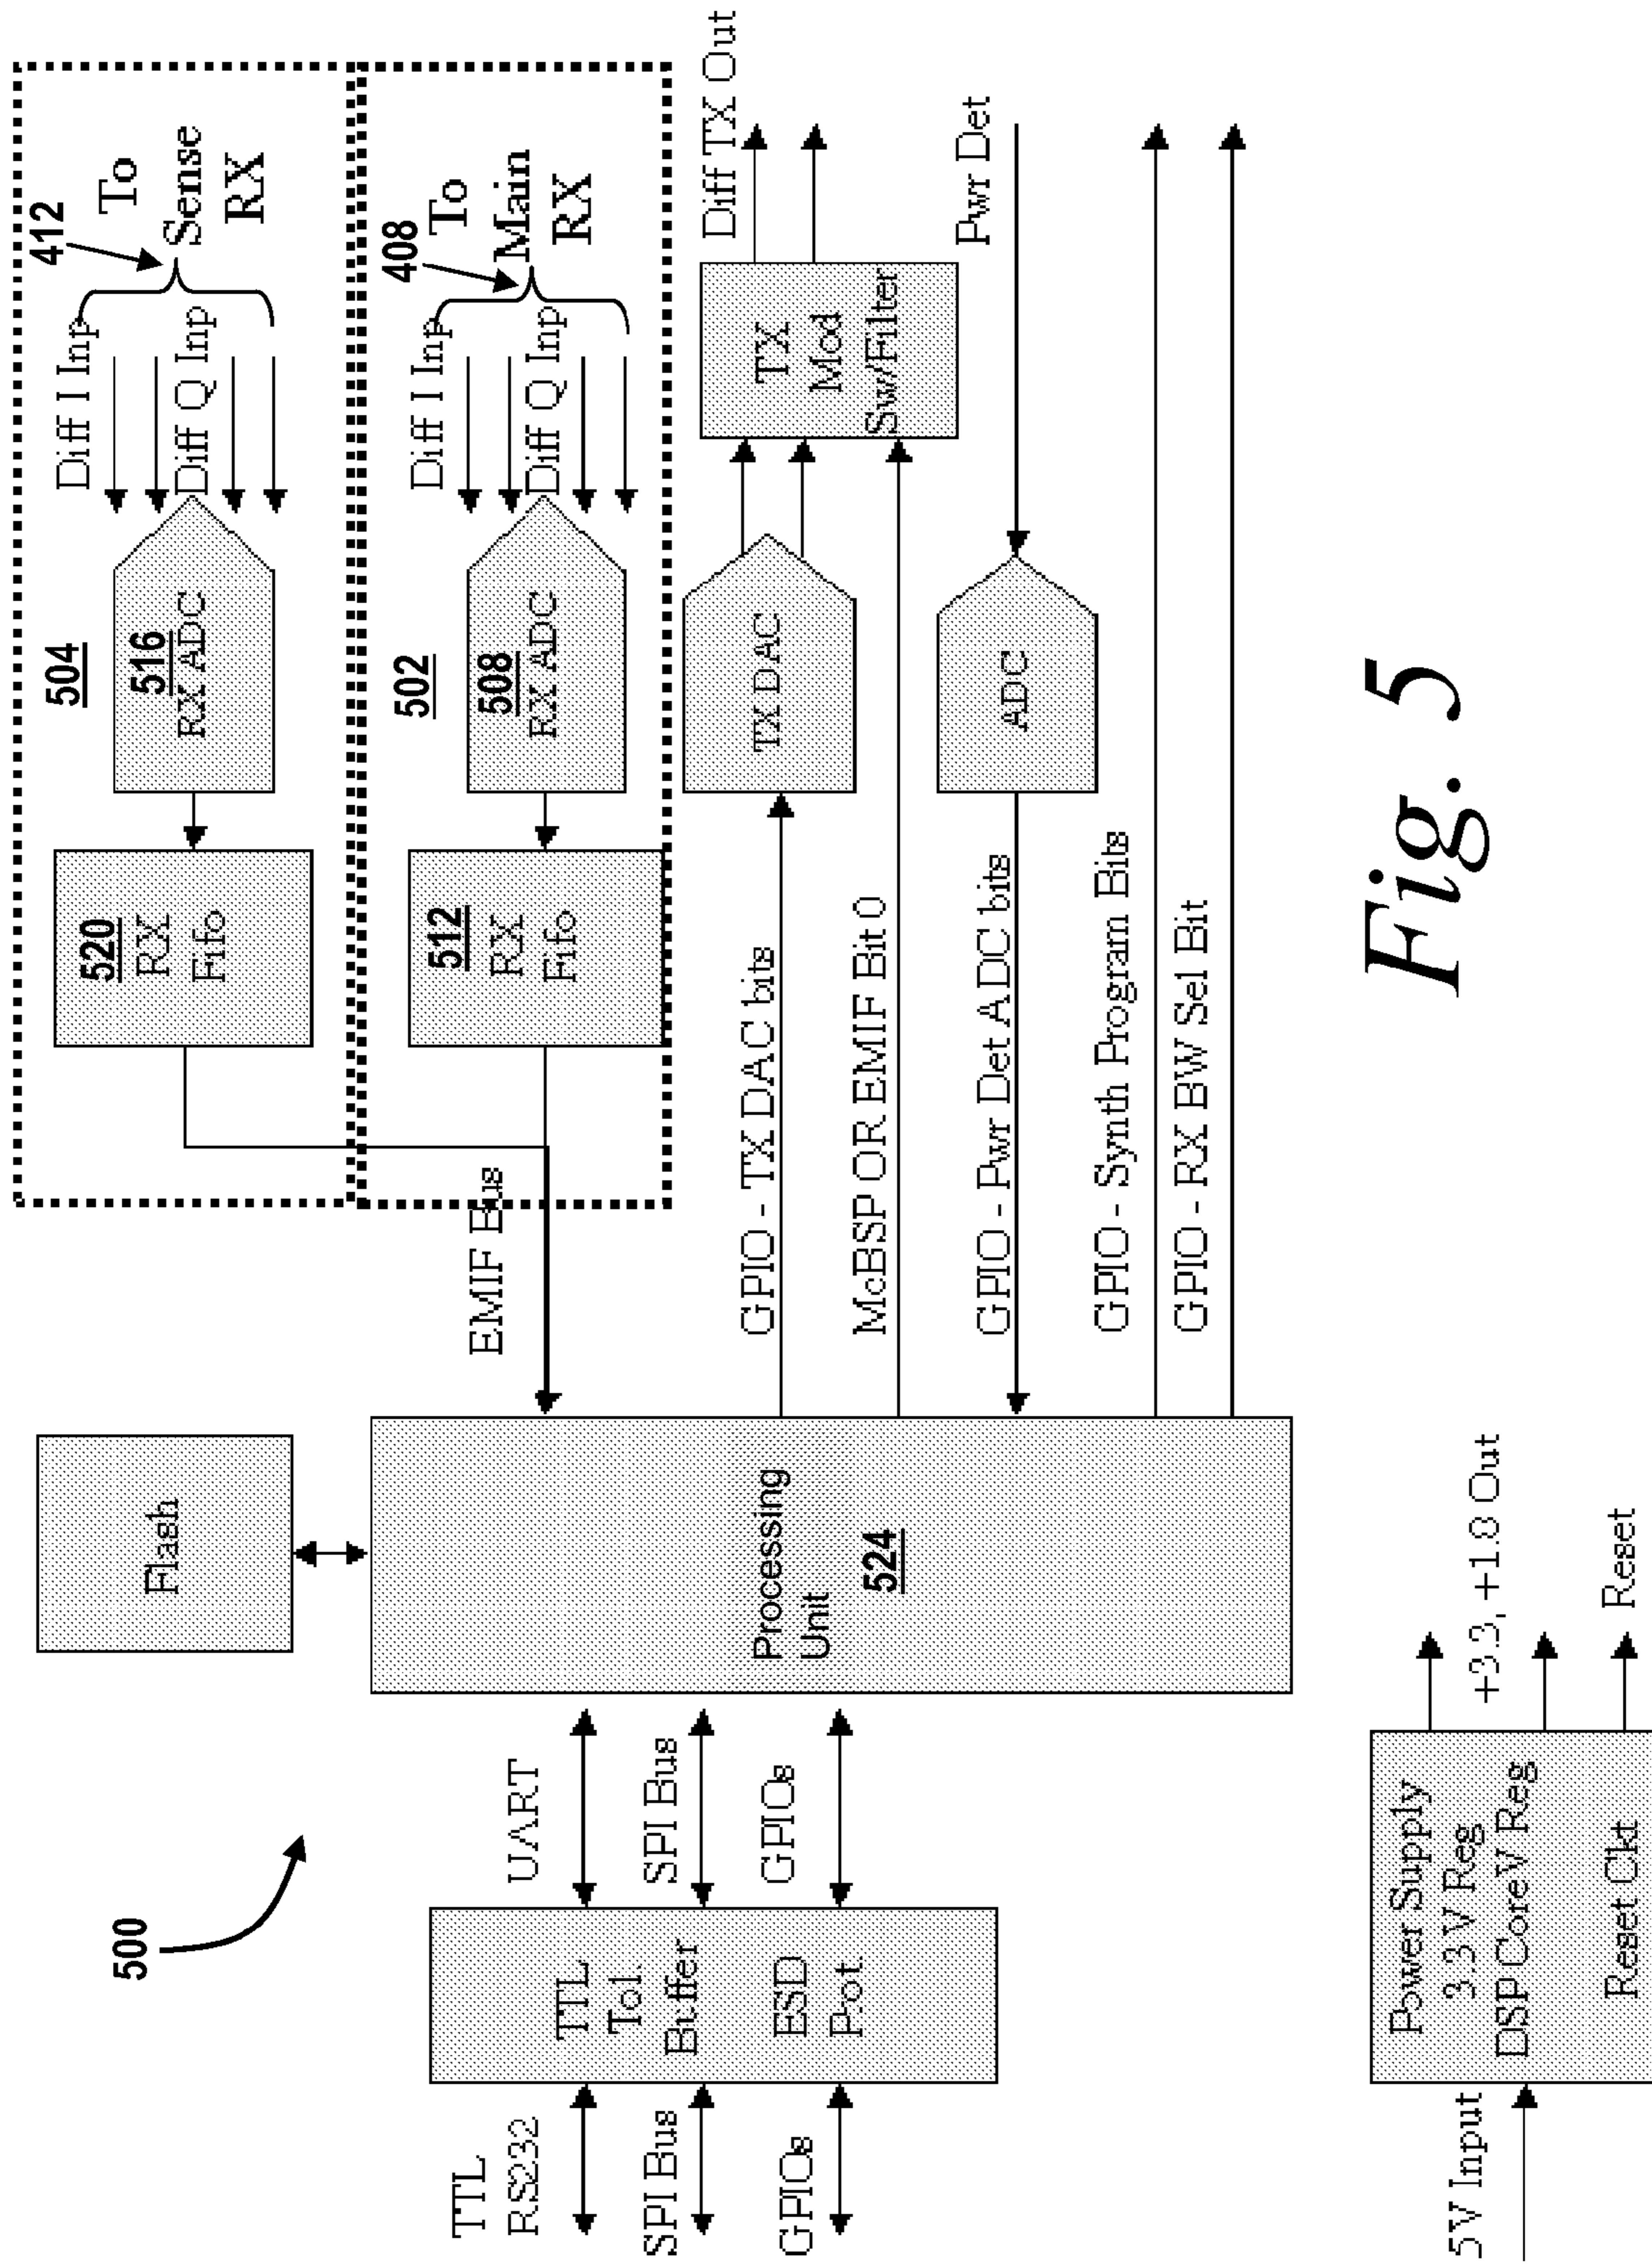 500
Flash
504
520
RX
Fifo
516
RX ADC
Diff I Inp
Diff Q Inp
412
To
Sense
RX
502
512
RX
Fifo
508
RX ADC
Diff I Inp
Diff Q Inp
408
To
Main
RX
EMIF Bus
TTL
RS232
SPI Bus
GPIOs
TTL
Tol.
Buffer
ESD
Prot.
UART
SPI Bus
GPIOs
Processing
Unit
524
GPIO - TX DAC bits
TX DAC
TX
Mod
Sw/Filter
Diff TX Out
McBSP OR EMIF Bit 0
GPIO - Pwr Det ADC bits
ADC
Pwr Det
GPIO - Synth Program Bits
GPIO - RX BW Sel Bit
5V Input
Power Supply
3.3V Reg
DSP Core V Reg
Reset Ckt
+3.3, +1.8 Out
Reset
Fig. 5